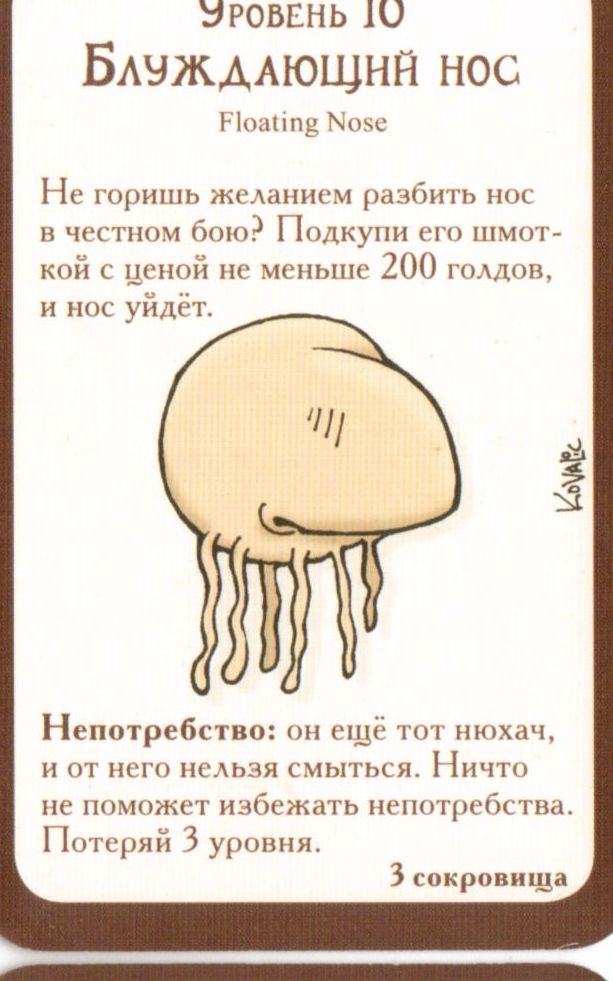 Уровень 10
Блуждающий нос
Floating Nose
Не горишь желанием разбить нос
в честном бою? Подкупи его шмот-
кой с ценой не меньше 200 голдов,
и нос уйдёт.
Kovalic
Непотребство: он ещё тот нюхач,
и от него нельзя смыться. Ничто
не поможет избежать непотребства.
Потеряй 3 уровня.
3 сокровища